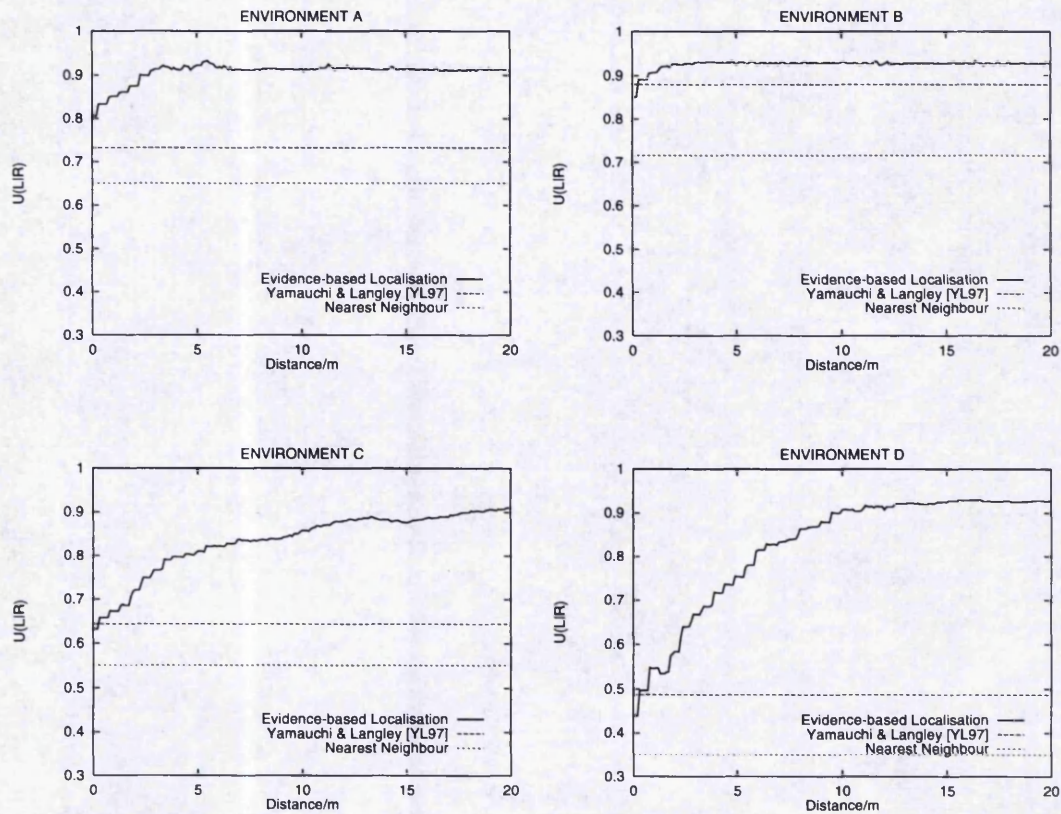 ENVIRONMENT A
1
0.9
0.8
0.7
0.6
0.5
0.4
0.3
U(LIR)
Evidence-based Localisation
Yamauchi & Langley [YL97]
Nearest Neighbour
0 5 10 15 20
Distance/m
ENVIRONMENT B
1
0.9
0.8
0.7
0.6
0.5
0.4
0.3
U(LIR)
Evidence-based Localisation
Yamauchi & Langley [YL97]
Nearest Neighbour
0 5 10 15 20
Distance/m
ENVIRONMENT C
1
0.9
0.8
0.7
0.6
0.5
0.4
0.3
U(LIR)
Evidence-based Localisation
Yamauchi & Langley [YL97]
Nearest Neighbour
0 5 10 15 20
Distance/m
ENVIRONMENT D
1
0.9
0.8
0.7
0.6
0.5
0.4
0.3
U(LIR)
Evidence-based Localisation
Yamauchi & Langley [YL97]
Nearest Neighbour
0 5 10 15 20
Distance/m